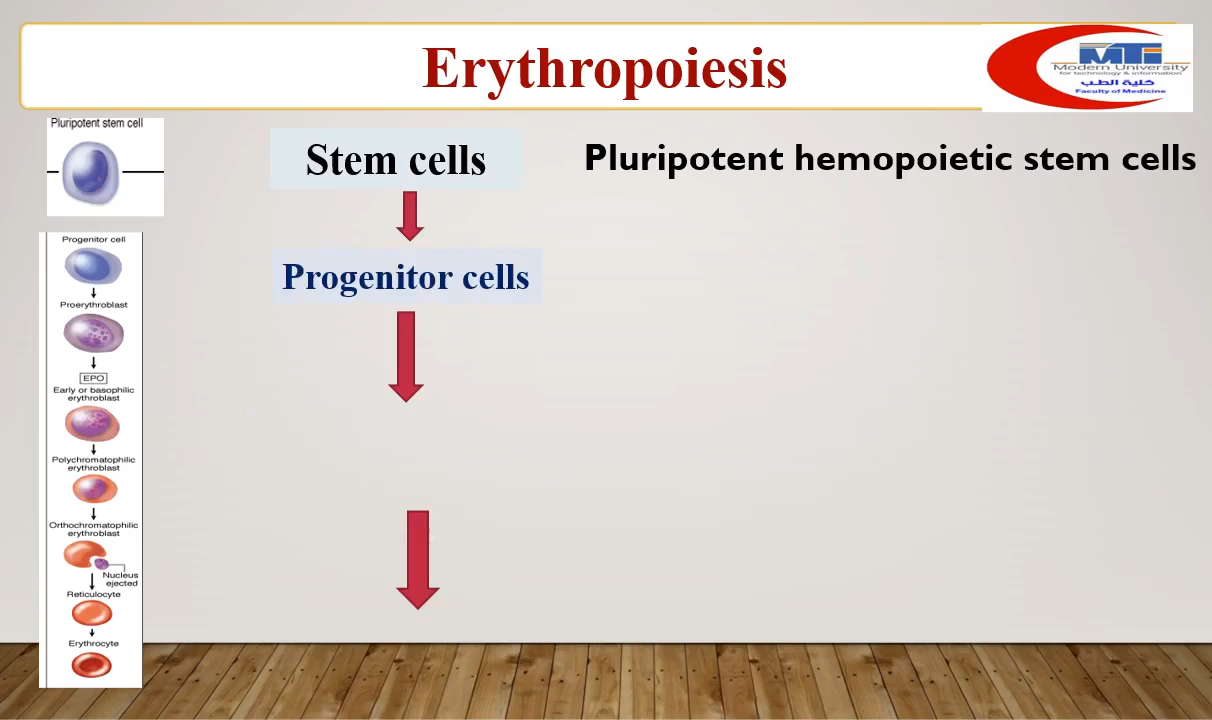 Erythropoiesis
MTI
Modern University
for technology & information
كلية الطب
Faculty of Medicine
Pluripotent stem cell
Stem cells
Pluripotent hemopoietic stem cells
Progenitor cells
Progenitor cell
Proerythroblast
EPO
Early or basophilic
erythroblast
Polychromatophilic
erythroblast
Orthochromatophilic
erythroblast
Nucleus
ejected
Reticulocyte
Erythrocyte